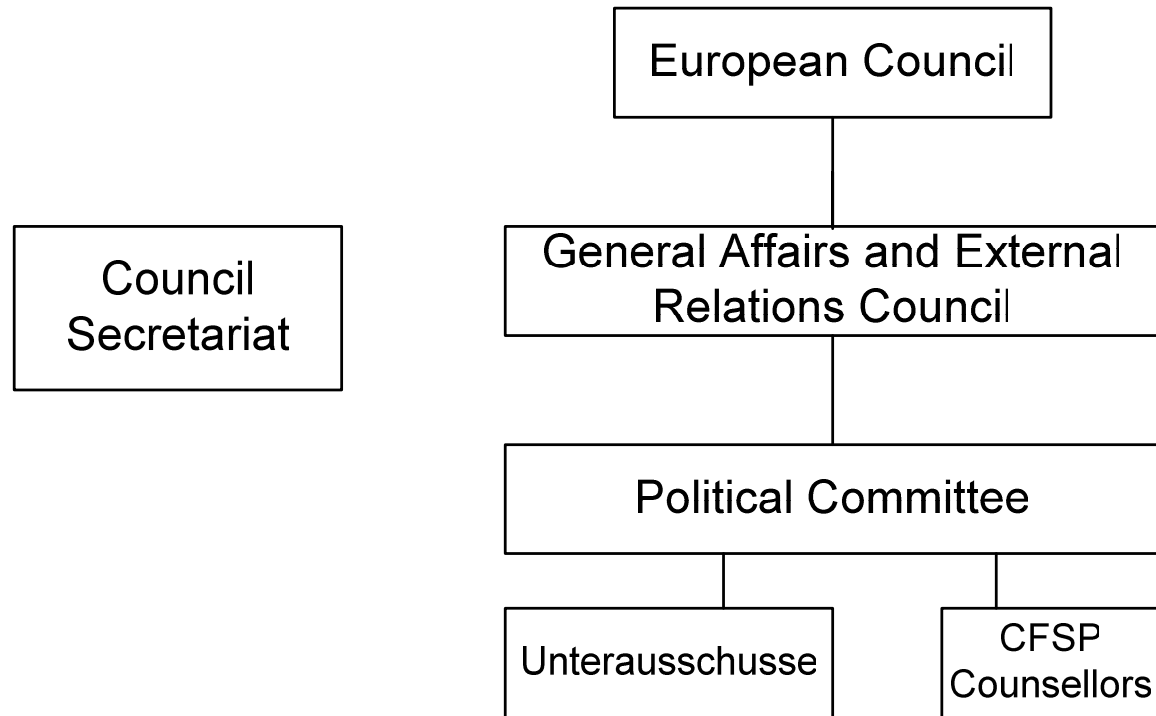 European Council
Council
Secretariat
General Affairs and External
Relations Council
Political Committee
Unterausschusse
CFSP
Counsellors